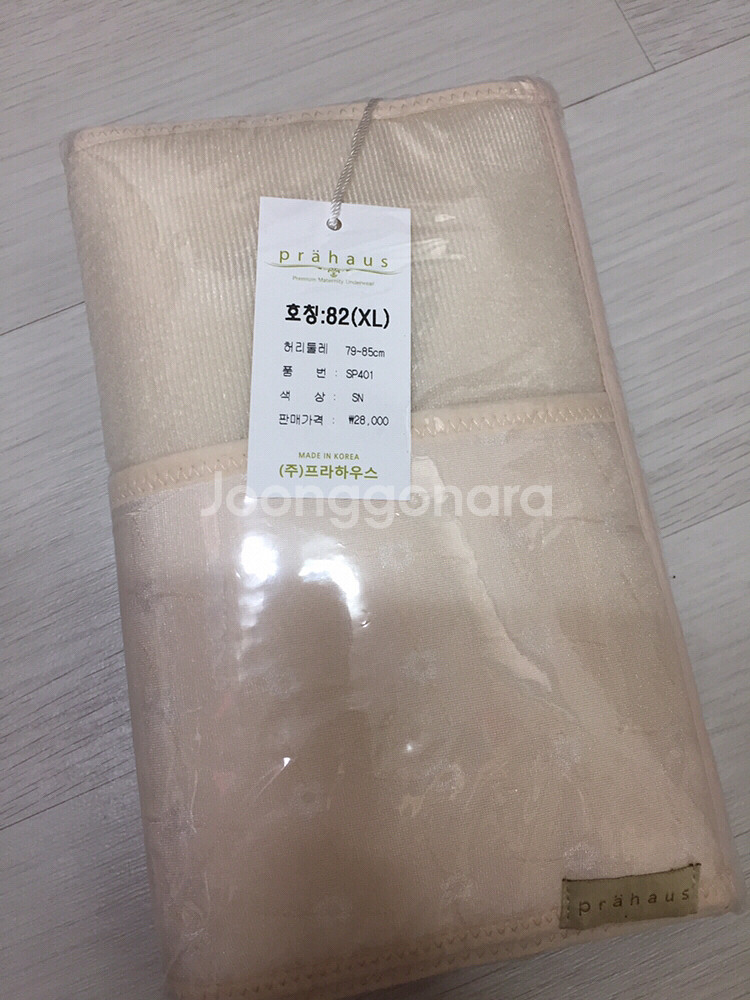 prähaus
Premium Maternity Underwear
호칭:82(XL)
허리둘레 79~85cm
품 번 : SP401
색 상 : SN
판매가격 : ₩28,000
MADE IN KOREA
(주)프라하우스
Joonggonara
prähaus